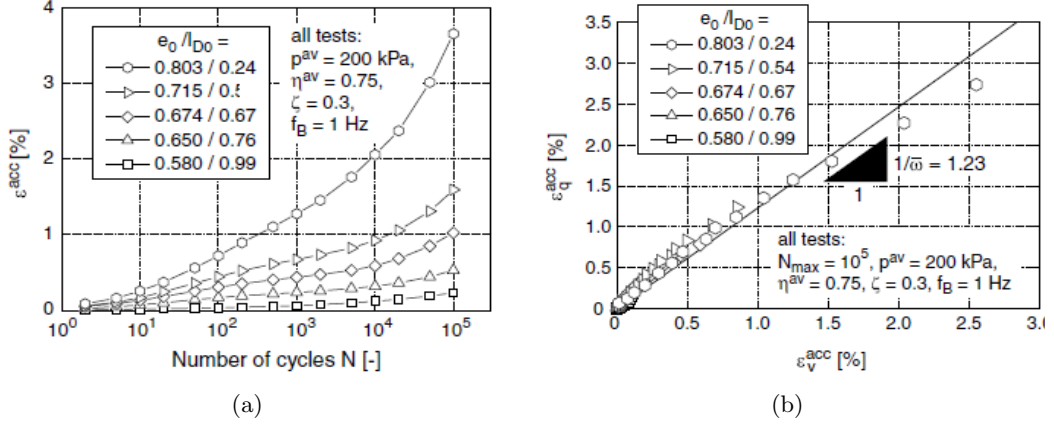 e0 /ID0 =
0.803 / 0.24
0.715 / 0.5
0.674 / 0.67
0.650 / 0.76
0.580 / 0.99
all tests:
p^av = 200 kPa,
η^av = 0.75,
ζ = 0.3,
fB = 1 Hz
ε^acc [%]
4
3
2
1
0
10^0 10^1 10^2 10^3 10^4 10^5
Number of cycles N [-]
(a)
e0 /ID0 =
0.803 / 0.24
0.715 / 0.54
0.674 / 0.67
0.650 / 0.76
0.580 / 0.99
ε_q^acc [%]
3.5
3.0
2.5
2.0
1.5
1.0
0.5
0
1/ω̅ = 1.23
1
all tests:
Nmax = 10^5, p^av = 200 kPa,
η^av = 0.75, ζ = 0.3, fB = 1 Hz
0 0.5 1.0 1.5 2.0 2.5 3.0
ε_v^acc [%]
(b)